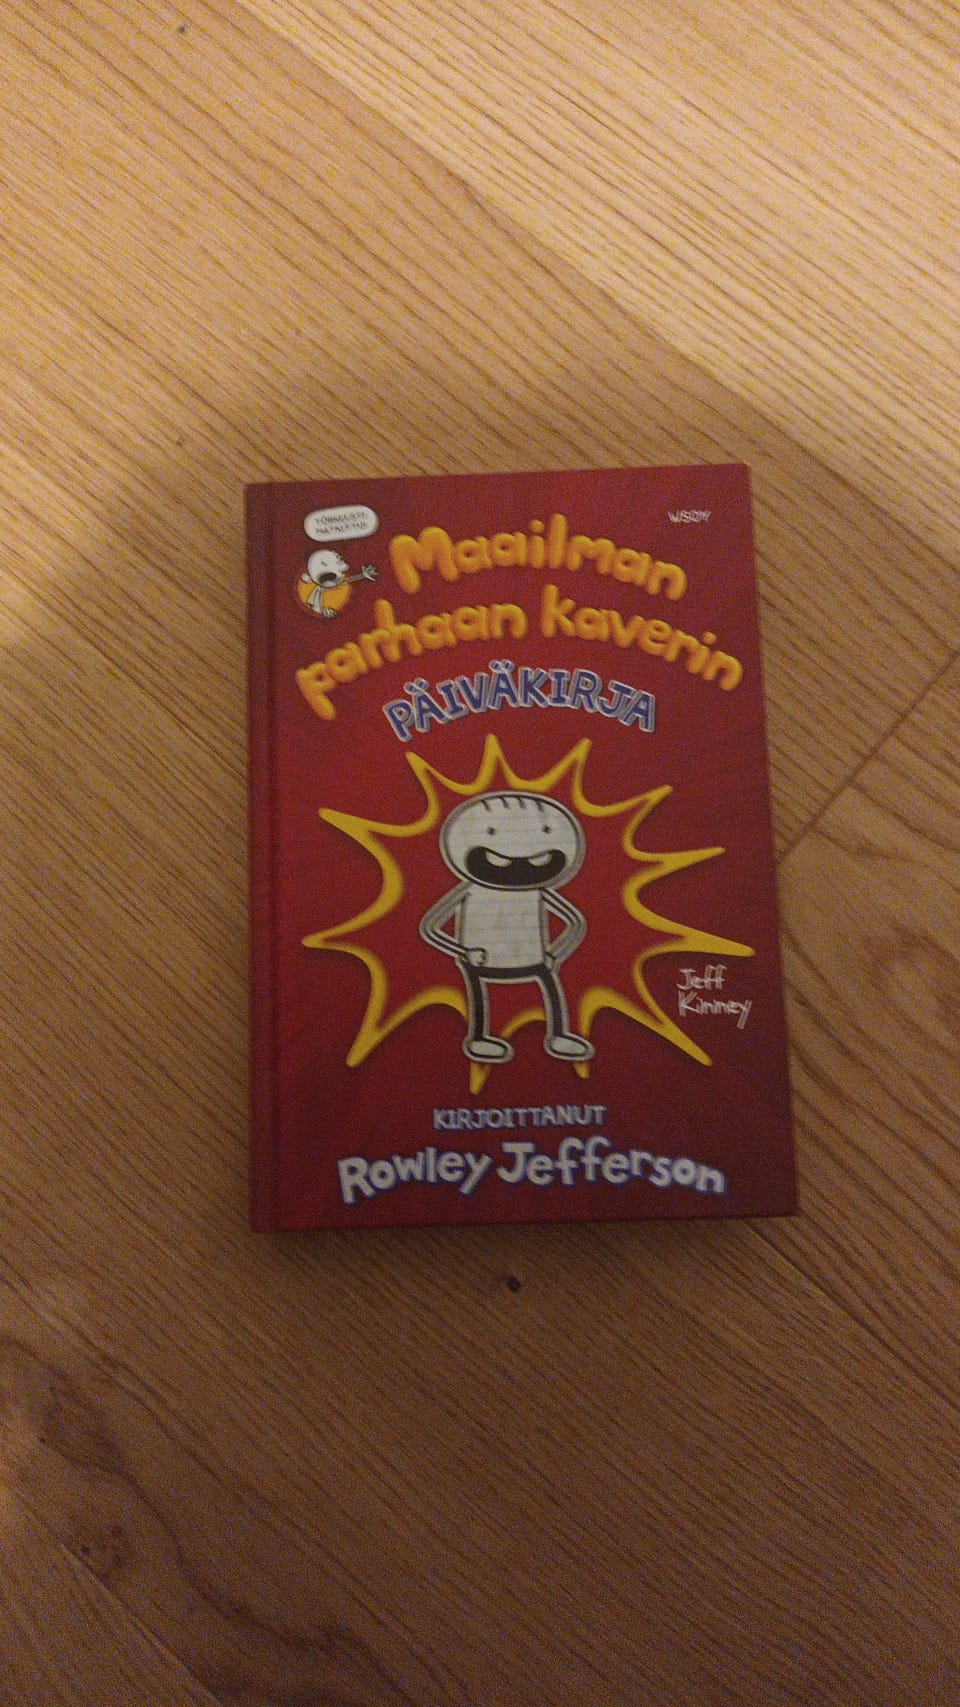 WSOY
Maailman
parhaan kaverin
PÄIVÄKIRJA
Jeff
Kinney
KIRJOITTANUT
Rowley Jefferson